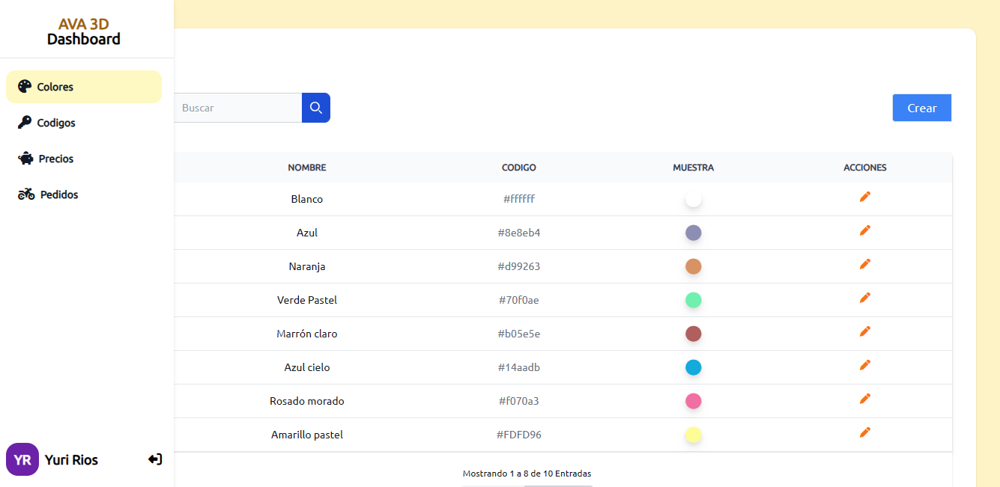 AVA 3D
Dashboard
Colores
Codigos
Precios
Pedidos
YR Yuri Rios
Buscar
Crear
NOMBRE CODIGO MUESTRA ACCIONES
Blanco #ffffff
Azul #8e8eb4
Naranja #d99263
Verde Pastel #70f0ae
Marrón claro #b05e5e
Azul cielo #14aadb
Rosado morado #f070a3
Amarillo pastel #FDFD96
Mostrando 1 a 8 de 10 Entradas